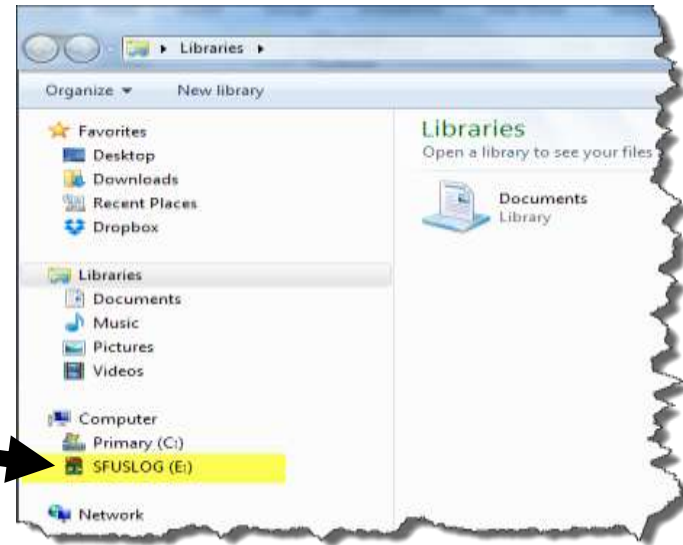 Libraries
Organize New library
Favorites
Desktop
Downloads
Recent Places
Dropbox
Libraries
Documents
Music
Pictures
Videos
Computer
Primary (C:)
SFUSLOG (E:)
Network
Libraries
Open a library to see your files
Documents
Library